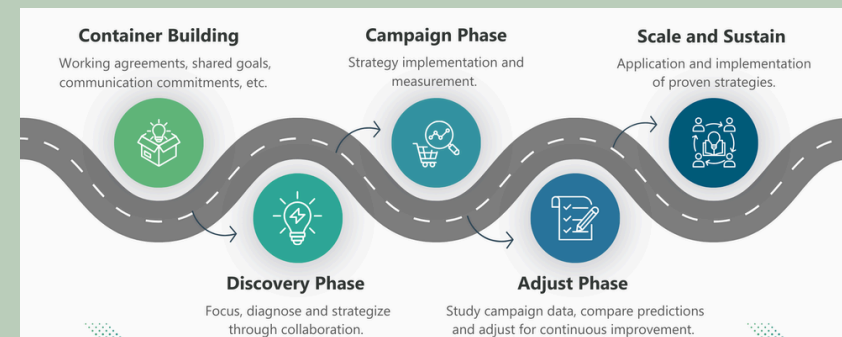 Container Building
Working agreements, shared goals,
communication commitments, etc.
Discovery Phase
Focus, diagnose and strategize
through collaboration.
Campaign Phase
Strategy implementation and
measurement.
Adjust Phase
Study campaign data, compare predictions
and adjust for continuous improvement.
Scale and Sustain
Application and implementation
of proven strategies.